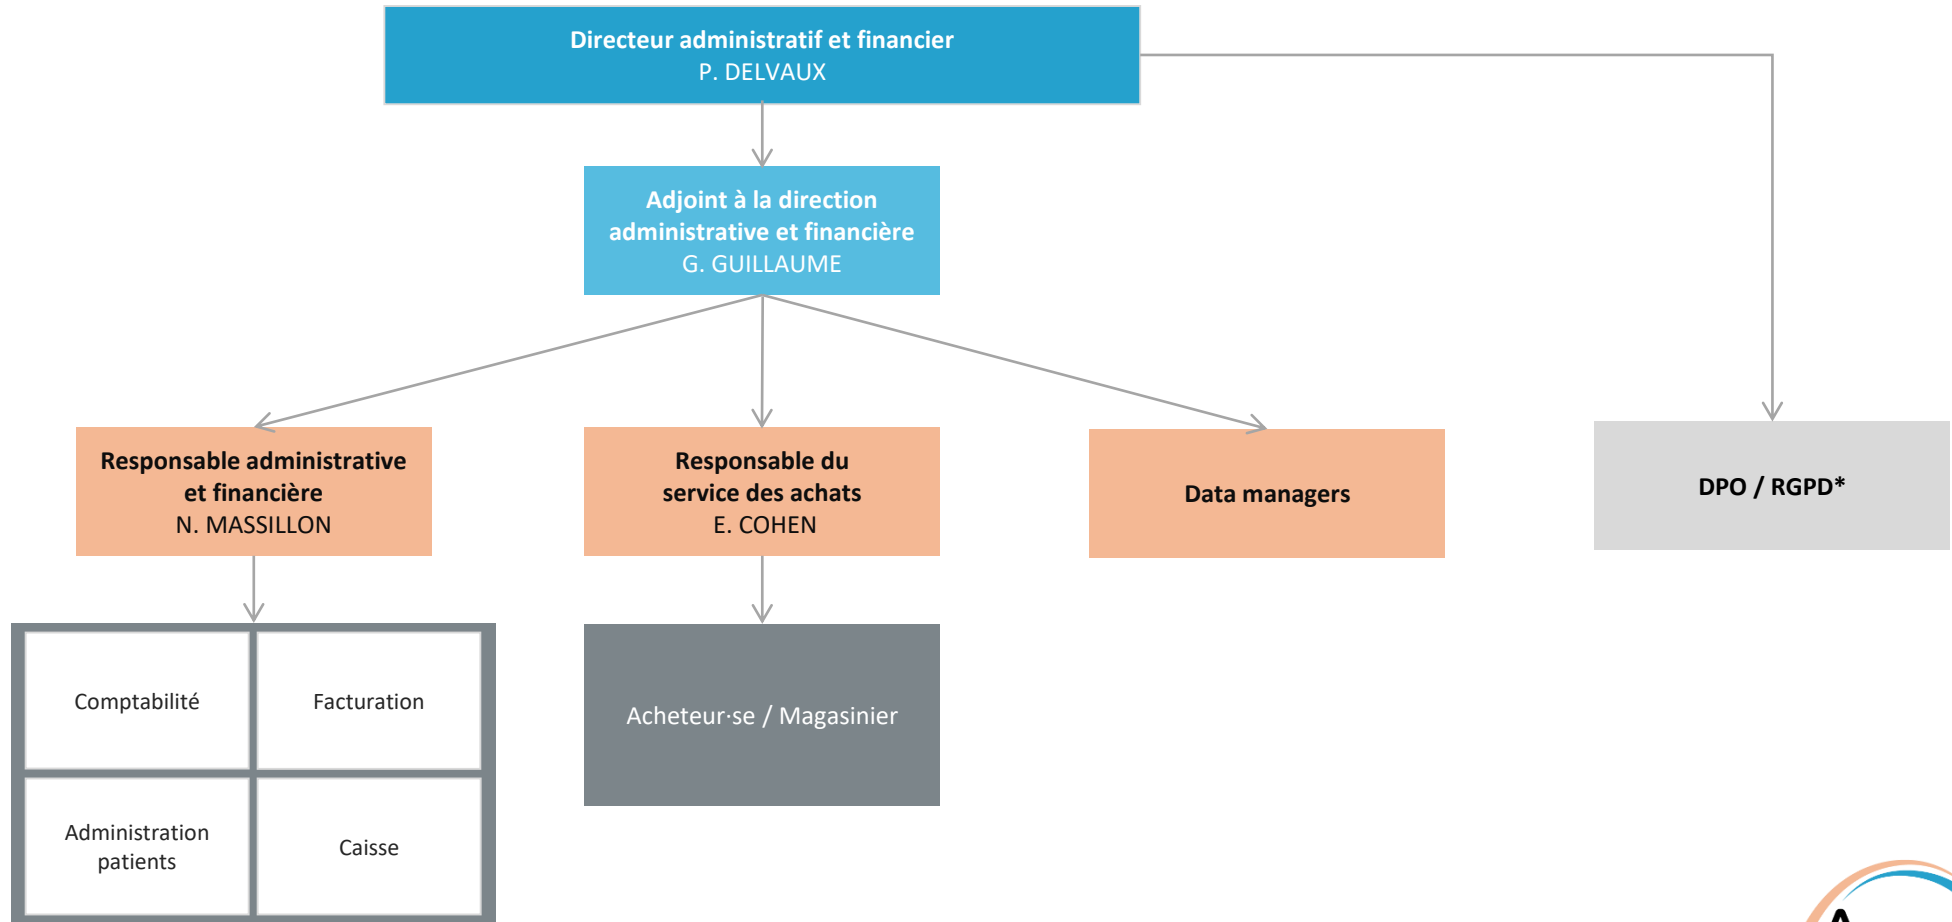 Directeur administratif et financier
P. DELVAUX
Adjoint à la direction
administrative et financière
G. GUILLAUME
Responsable administrative
et financière
N. MASSILLON
Responsable du
service des achats
E. COHEN
Data managers
DPO / RGPD*
Comptabilité
Facturation
Acheteur·se / Magasinier
Administration
patients
Caisse